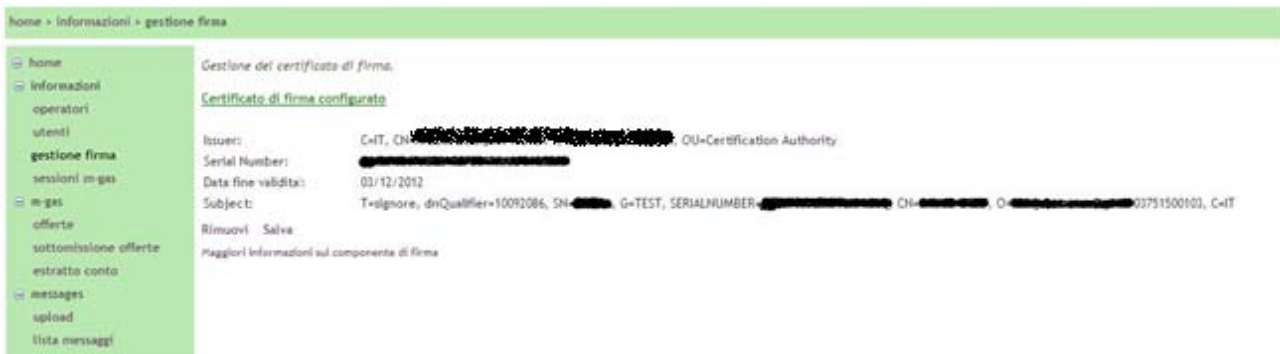 home > informazioni > gestione firma
home
informazioni
operatori
utenti
gestione firma
sessioni m-gas
m-gas
offerte
sottomissione offerte
estratto conto
messages
upload
lista messaggi
Gestione del certificato di firma.
Certificato di firma configurato
Issuer: C=IT, CN= , OU=Certification Authority
Serial Number:
Data fine validita': 03/12/2012
Subject: T=signore, dnQualifier=10092086, SN= , G=TEST, SERIALNUMBER= CN= , O= 03751500103, C=IT
Rimuovi Salva
Maggiori informazioni sul componente di firma